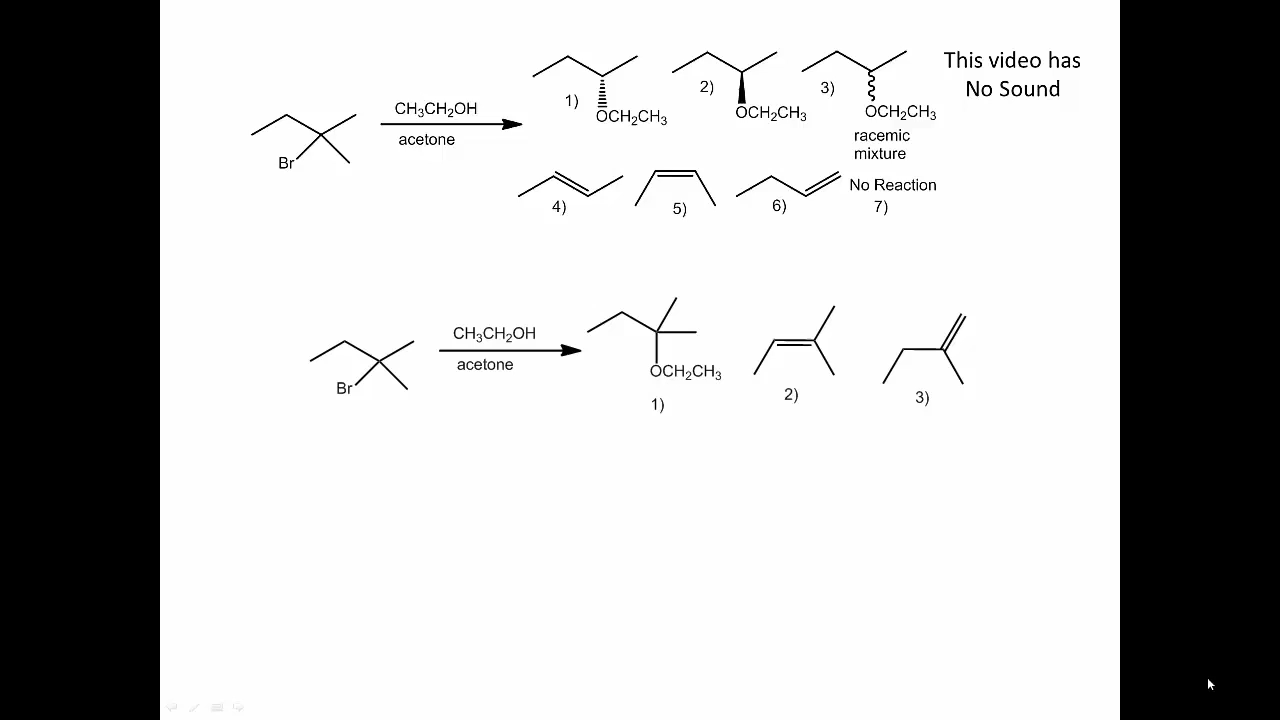 This video has
No Sound
CH3CH2OH
acetone
Br
1)
OCH2CH3
2)
OCH2CH3
3)
OCH2CH3
racemic
mixture
4)
5)
6)
No Reaction
7)
CH3CH2OH
acetone
Br
OCH2CH3
1)
2)
3)